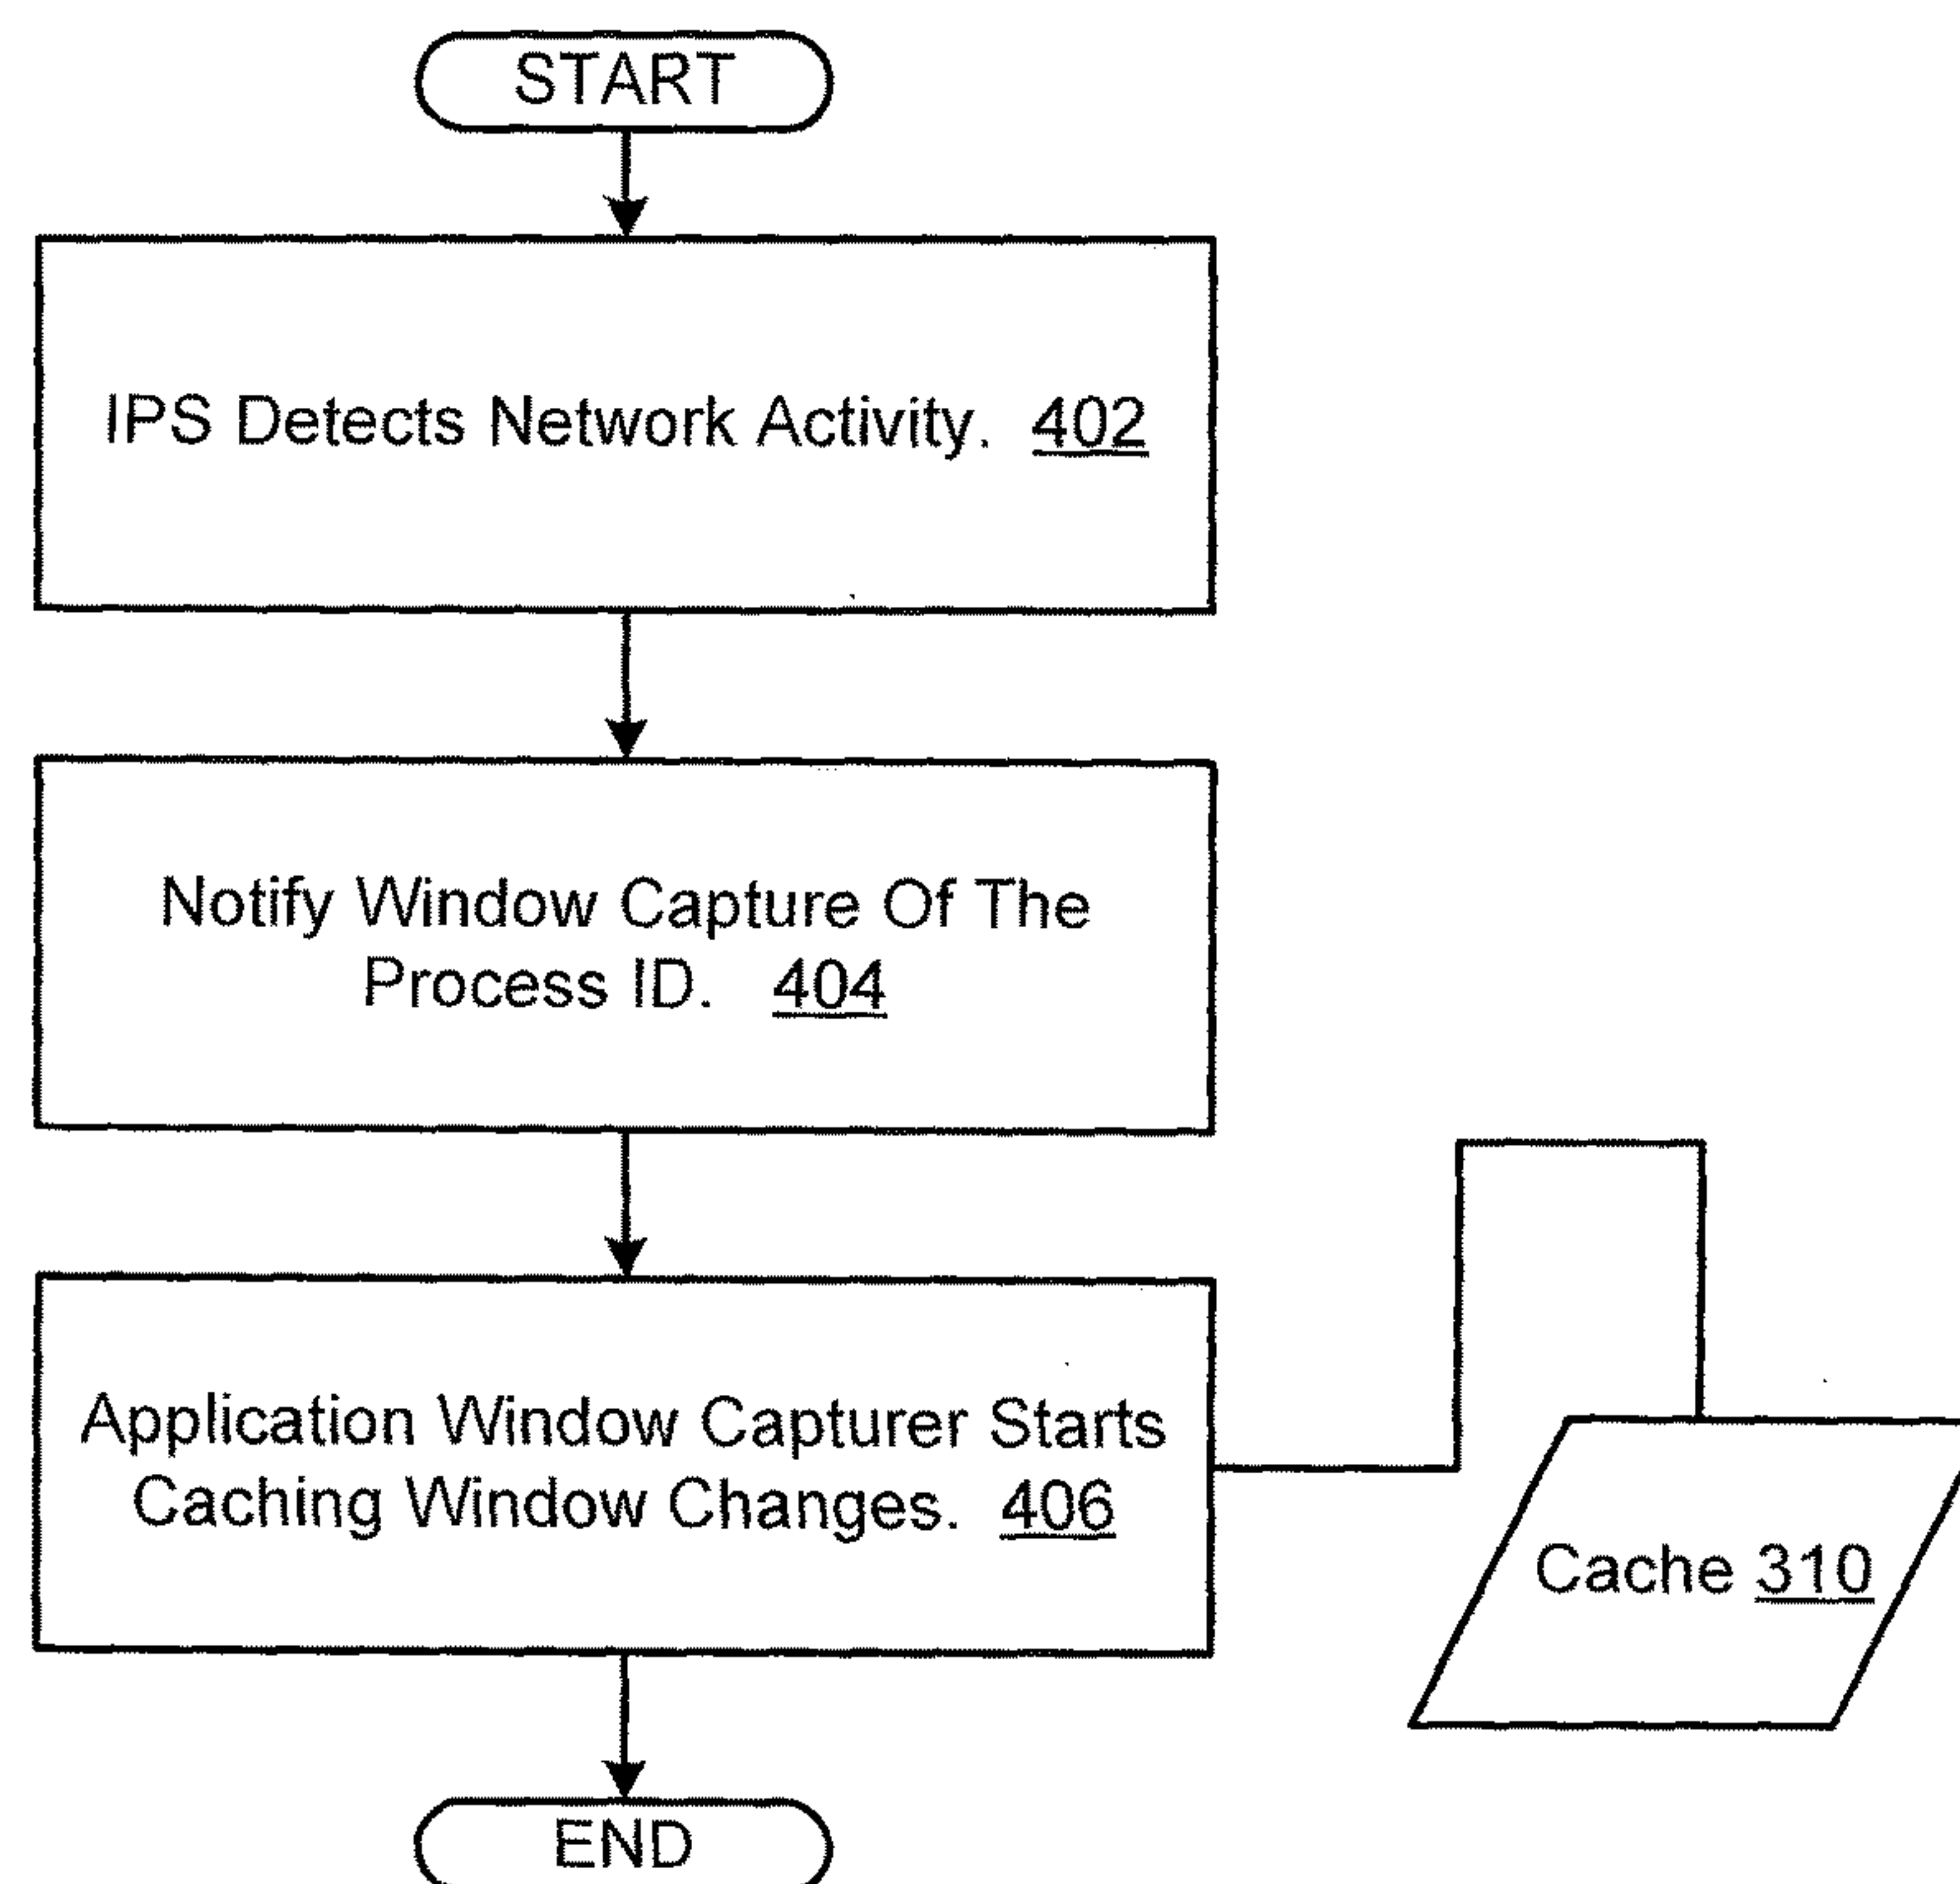 START
IPS Detects Network Activity. 402
Notify Window Capture Of The
Process ID. 404
Application Window Capturer Starts
Caching Window Changes. 406
Cache 310
END